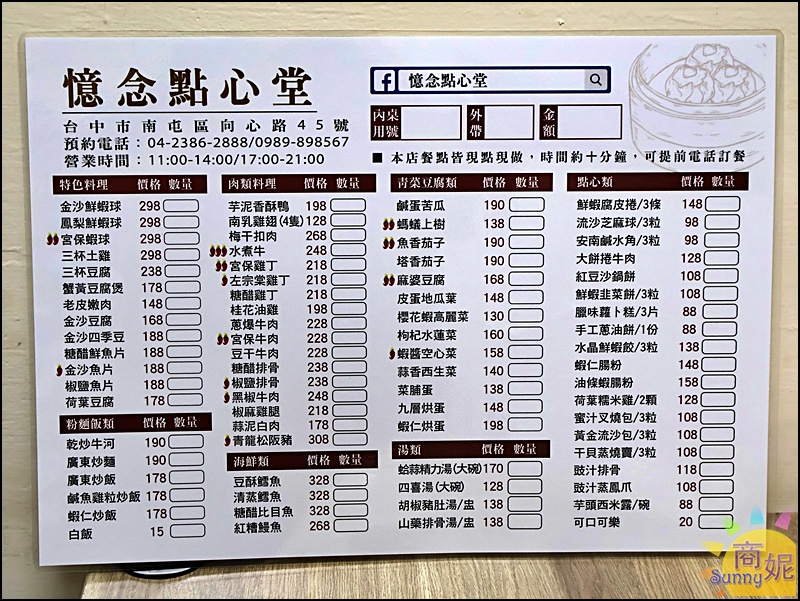 憶念點心堂
台中市南屯區向心路45號
預約電話：04-2386-2888/0989-898567
營業時間：11:00-14:00/17:00-21:00
憶念點心堂
內用桌號
外帶
金額
■ 本店餐點皆現點現做，時間約十分鐘，可提前電話訂餐
特色料理 價格 數量
金沙鮮蝦球 298
鳳梨鮮蝦球 298
宮保蝦球 298
三杯土雞 298
三杯豆腐 238
蟹黃豆腐煲 178
老皮嫩肉 148
金沙豆腐 168
金沙四季豆 188
糖醋鮮魚片 188
金沙魚片 188
椒鹽魚片 188
荷葉豆腐 178
粉麵飯類 價格 數量
乾炒牛河 190
廣東炒麵 190
廣東炒飯 178
鹹魚雞粒炒飯 178
蝦仁炒飯 178
白飯 15
肉類料理 價格 數量
芋泥香酥鴨 198
南乳雞翅(4隻) 128
梅干扣肉 268
水煮牛 248
宮保雞丁 218
左宗棠雞丁 218
糖醋雞丁 218
桂花油雞 198
蔥爆牛肉 228
宮保牛肉 228
豆干牛肉 228
糖醋排骨 238
椒鹽排骨 238
黑椒牛肉 248
椒麻雞腿 218
蒜泥白肉 178
青龍松阪豬 308
海鮮類 價格 數量
豆酥鱈魚 328
清蒸鱈魚 328
糖醋比目魚 328
紅糟鰻魚 268
青菜豆腐類 價格 數量
鹹蛋苦瓜 190
螞蟻上樹 138
魚香茄子 190
塔香茄子 190
麻婆豆腐 168
皮蛋地瓜葉 148
櫻花蝦高麗菜 130
枸杞水蓮菜 160
蝦醬空心菜 158
蒜香西生菜 140
菜脯蛋 138
九層烘蛋 148
蝦仁烘蛋 198
湯類 價格 數量
蛤蒜精力湯(大碗) 170
四喜湯(大碗) 128
胡椒豬肚湯/盅 138
山藥排骨湯/盅 138
點心類 價格 數量
鮮蝦腐皮捲/3條 148
流沙芝麻球/3粒 98
安南鹹水角/3粒 98
大餅捲牛肉 128
紅豆沙鍋餅 108
鮮蝦韭菜餅/3粒 108
臘味蘿卜糕/3片 88
手工蔥油餅/1份 88
水晶鮮蝦餃/3粒 138
蝦仁腸粉 148
油條蝦腸粉 158
荷葉糯米雞/2顆 128
蜜汁叉燒包/3粒 108
黃金流沙包/3粒 108
干貝蒸燒賣/3粒 108
豉汁排骨 118
豉汁蒸鳳爪 108
芋頭西米露/碗 88
可口可樂 20
商妮
Sunny